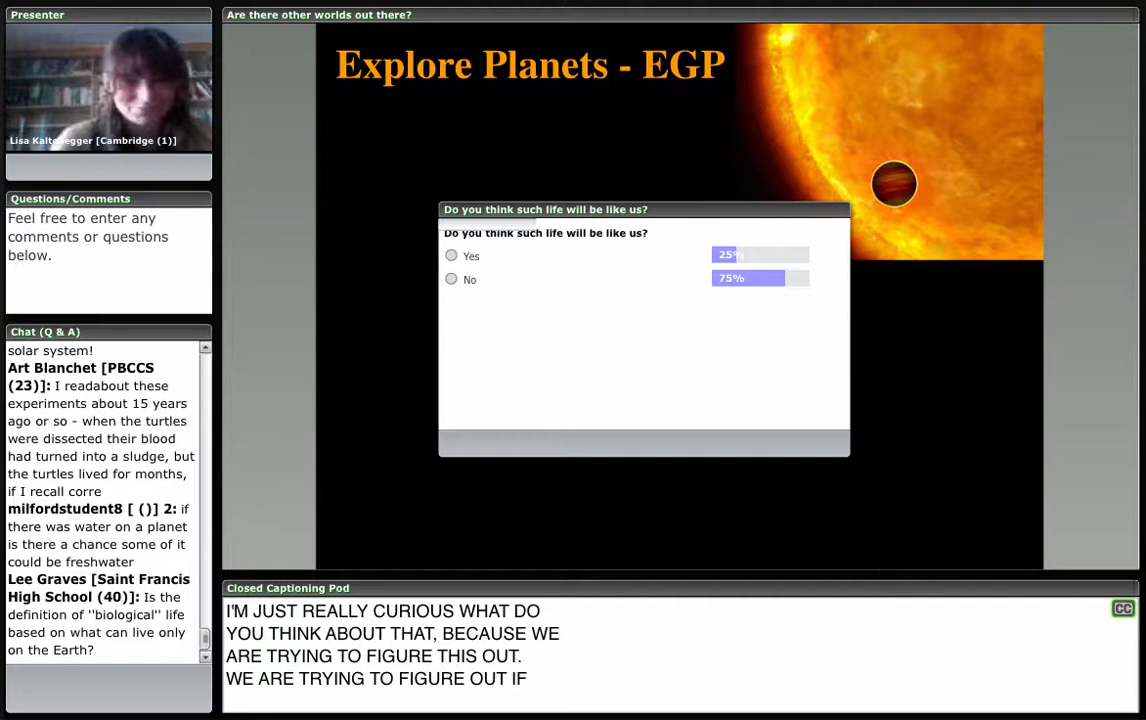 Presenter
Lisa Kaltenegger [Cambridge (1)]
Questions/Comments
Feel free to enter any
comments or questions
below.
Chat (Q & A)
solar system!
Art Blanchet [PBCCS
(23)]: I readabout these
experiments about 15 years
ago or so - when the turtles
were dissected their blood
had turned into a sludge, but
the turtles lived for months,
if I recall corre
milfordstudent8 [ ()] 2: if
there was water on a planet
is there a chance some of it
could be freshwater
Lee Graves [Saint Francis
High School (40)]: Is the
definition of "biological" life
based on what can live only
on the Earth?
Are there other worlds out there?
Explore Planets - EGP
Do you think such life will be like us?
Do you think such life will be like us?
Yes 25%
No 75%
Closed Captioning Pod
I'M JUST REALLY CURIOUS WHAT DO
YOU THINK ABOUT THAT, BECAUSE WE
ARE TRYING TO FIGURE THIS OUT.
WE ARE TRYING TO FIGURE OUT IF
CC